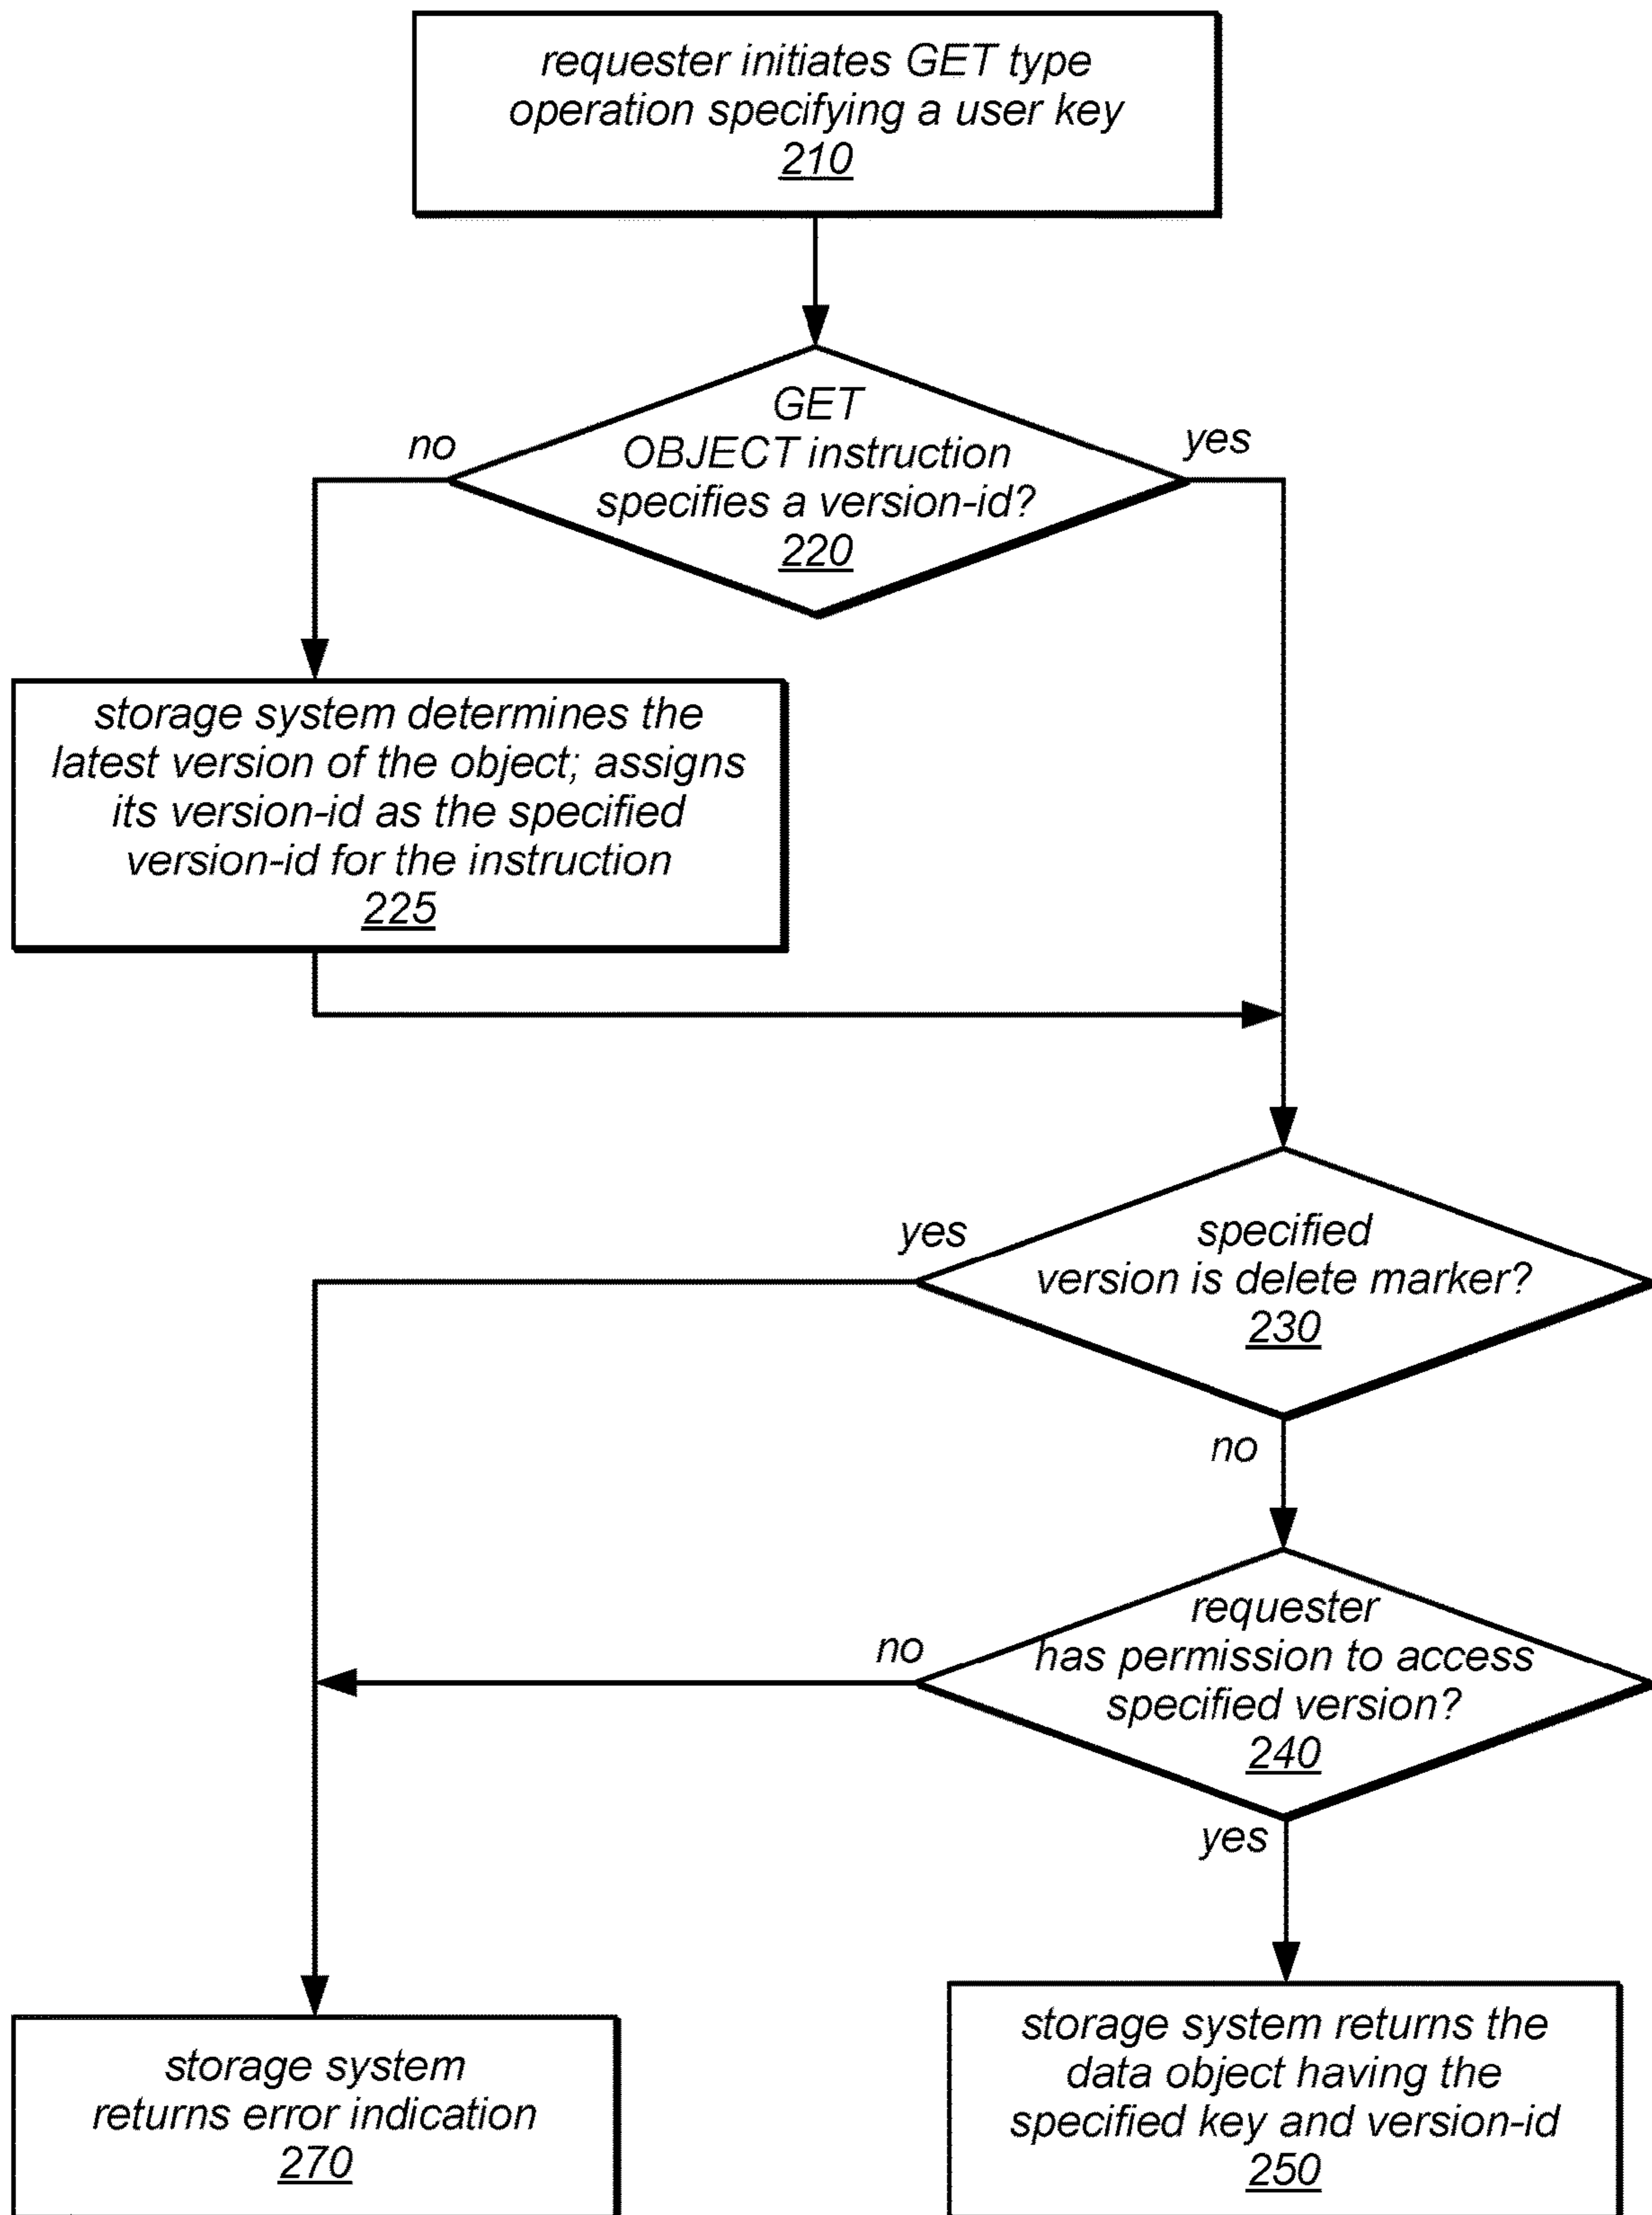 requester initiates GET type
operation specifying a user key
210
GET
OBJECT instruction
specifies a version-id?
220
no
yes
storage system determines the
latest version of the object; assigns
its version-id as the specified
version-id for the instruction
225
yes
specified
version is delete marker?
230
no
requester
has permission to access
specified version?
240
no
yes
storage system
returns error indication
270
storage system returns the
data object having the
specified key and version-id
250